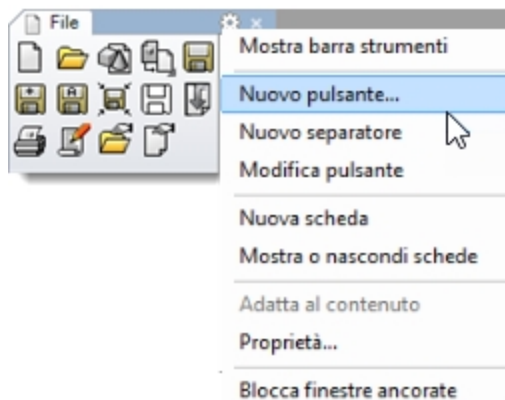 File
Mostra barra strumenti
Nuovo pulsante...
Nuovo separatore
Modifica pulsante
Nuova scheda
Mostra o nascondi schede
Adatta al contenuto
Proprietà...
Blocca finestre ancorate